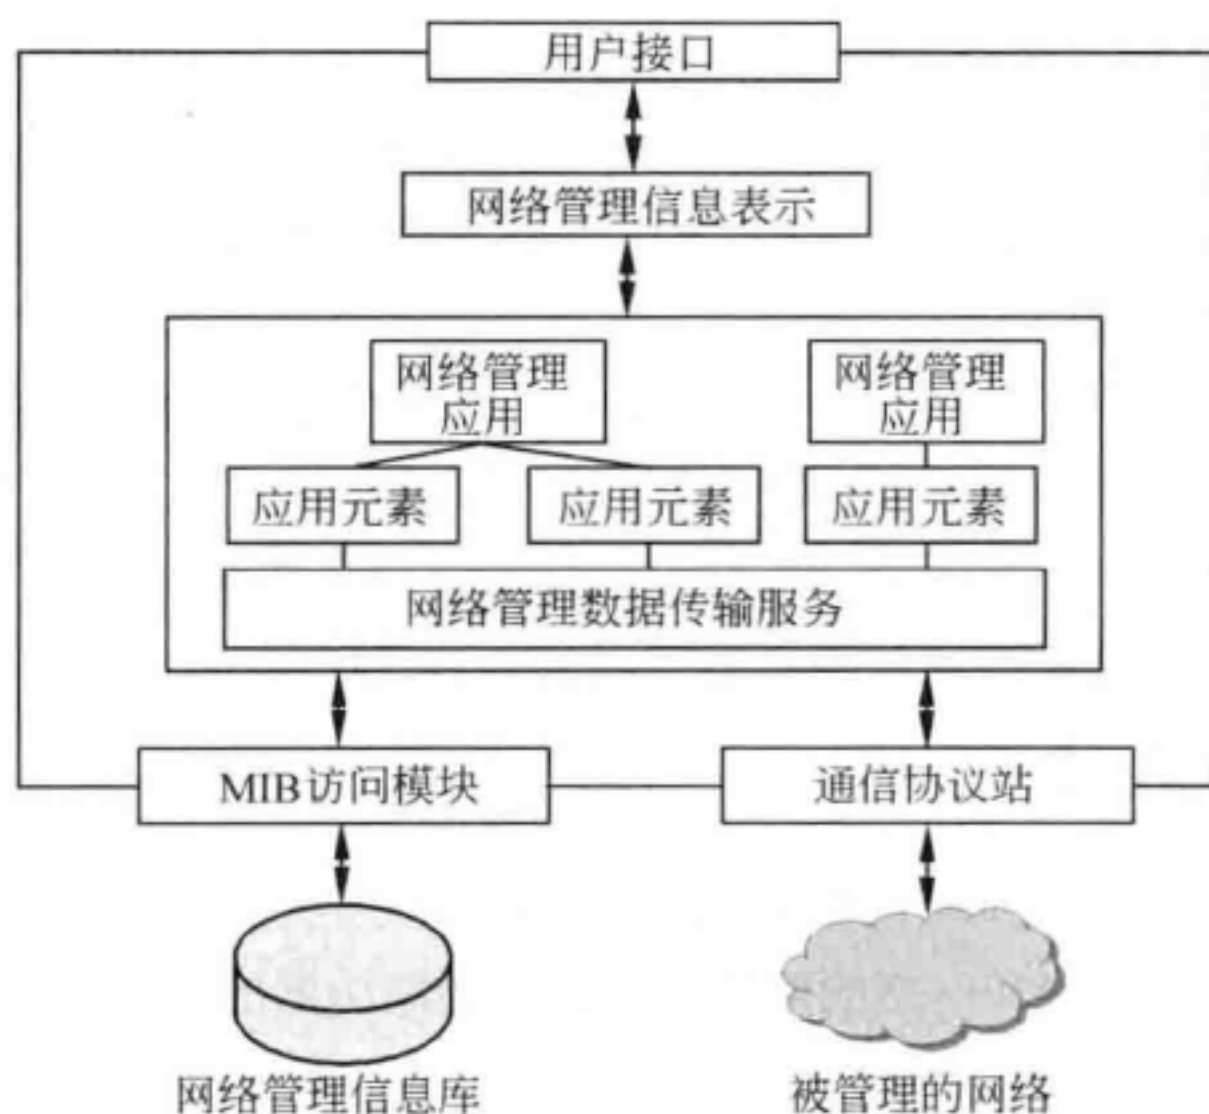 用户接口
网络管理信息表示
网络管理
应用
网络管理
应用
应用元素
应用元素
应用元素
网络管理数据传输服务
MIB访问模块
通信协议站
网络管理信息库
被管理的网络